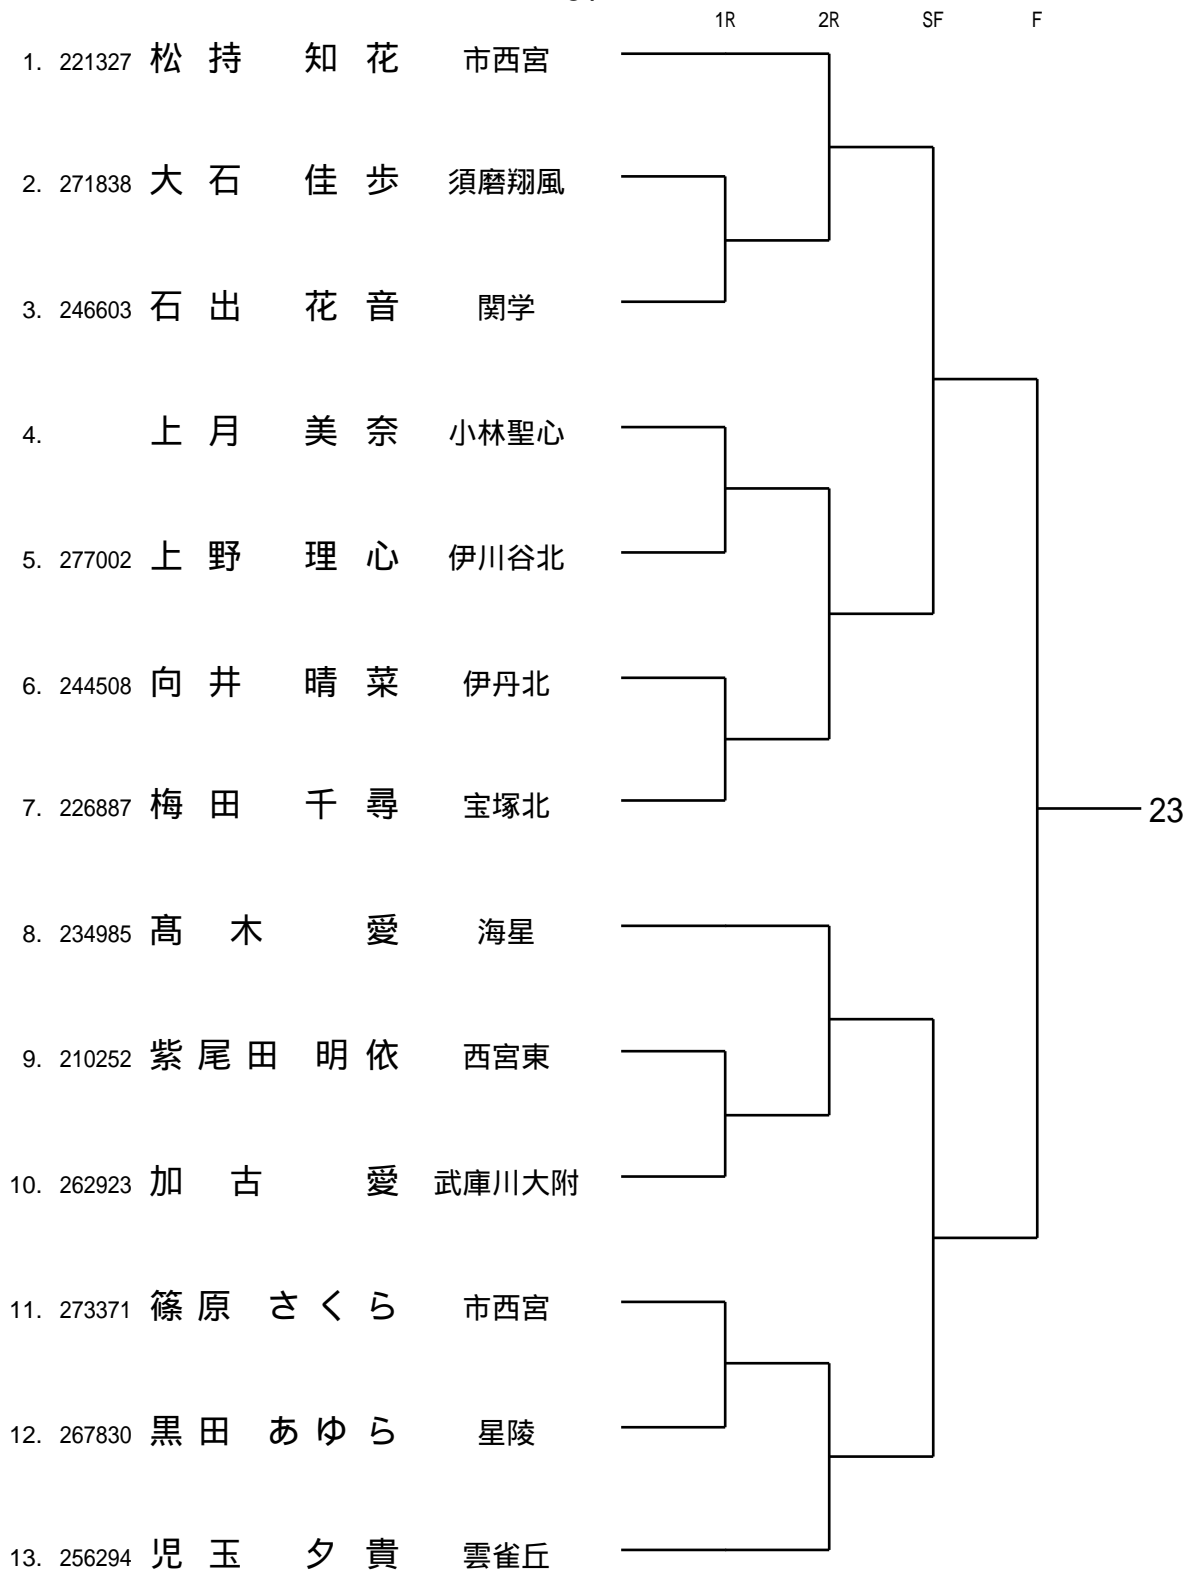 1R 2R SF F
1. 221327 松持 知花 市西宮
2. 271838 大石 佳歩 須磨翔風
3. 246603 石出 花音 関学
4. 上月 美奈 小林聖心
5. 277002 上野 理心 伊川谷北
6. 244508 向井 晴菜 伊丹北
7. 226887 梅田 千尋 宝塚北
23
8. 234985 髙木 愛 海星
9. 210252 紫尾田 明依 西宮東
10. 262923 加古 愛 武庫川大附
11. 273371 篠原 さくら 市西宮
12. 267830 黒田 あゆら 星陵
13. 256294 児玉 夕貴 雲雀丘